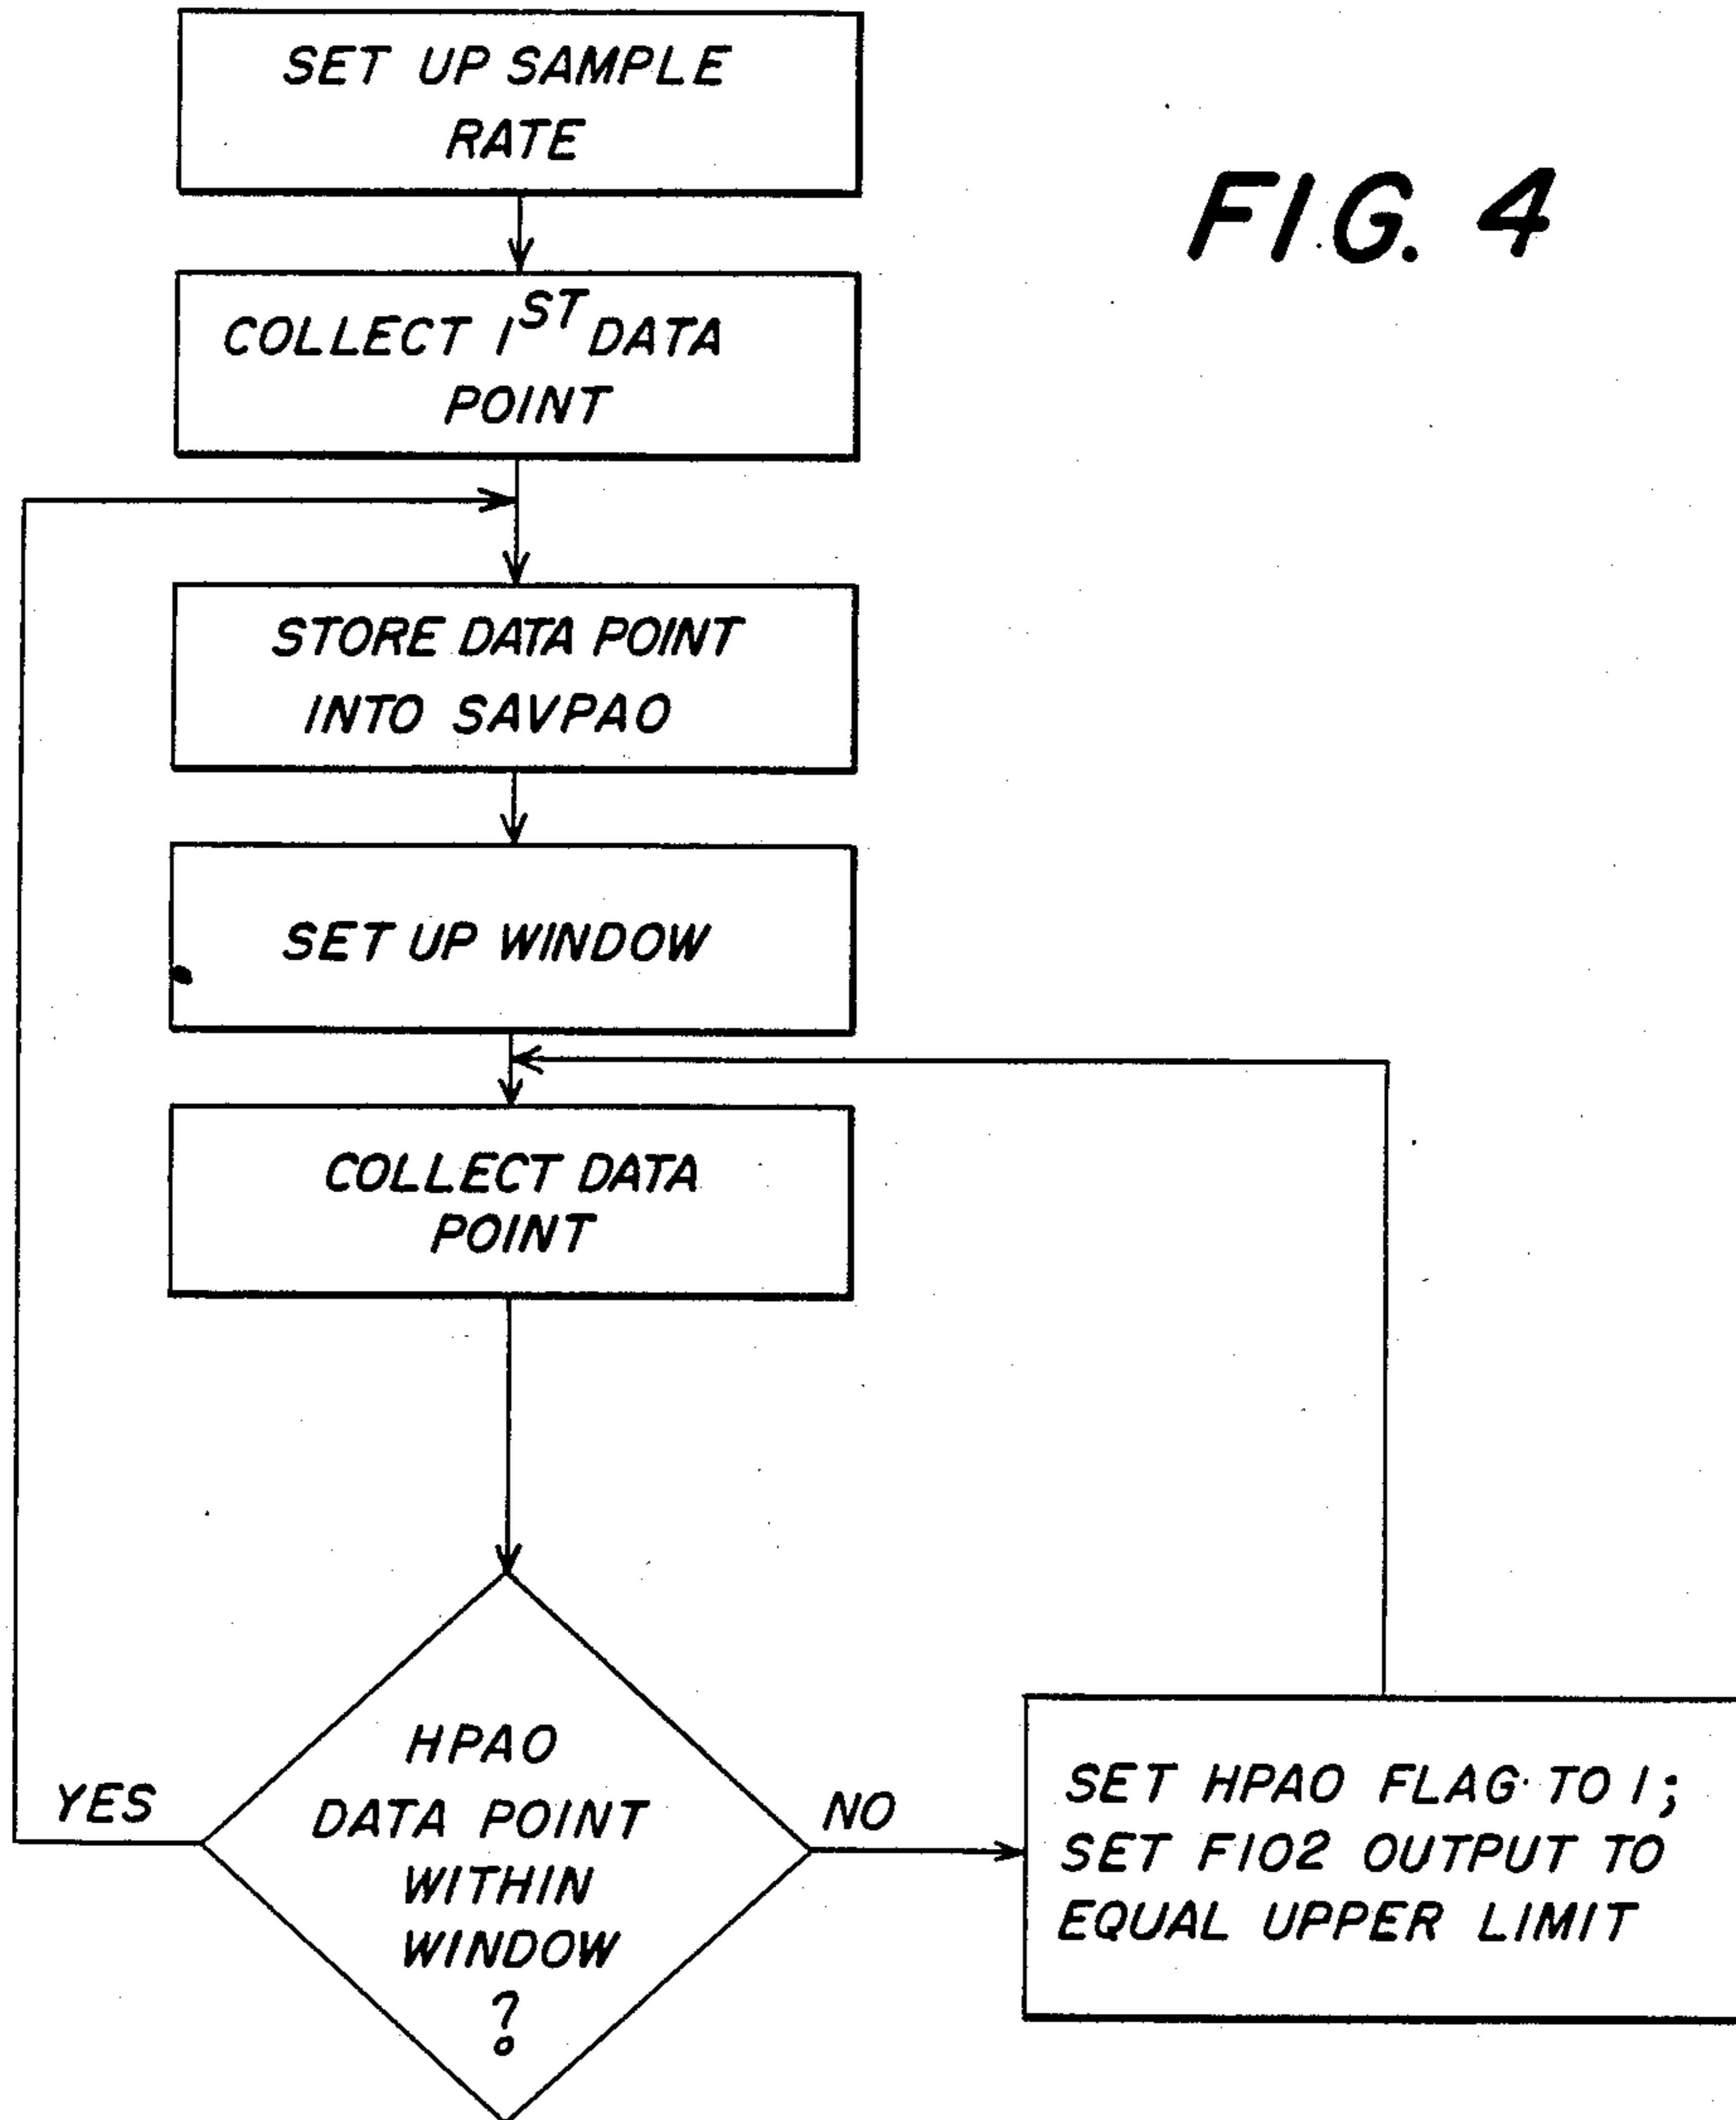 SET UP SAMPLE
RATE
FIG. 4
COLLECT 1ST DATA
POINT
STORE DATA POINT
INTO SAVPAO
SET UP WINDOW
COLLECT DATA
POINT
HPAO
DATA POINT
WITHIN
WINDOW
?
YES
NO
SET HPAO FLAG TO 1;
SET FIO2 OUTPUT TO
EQUAL UPPER LIMIT